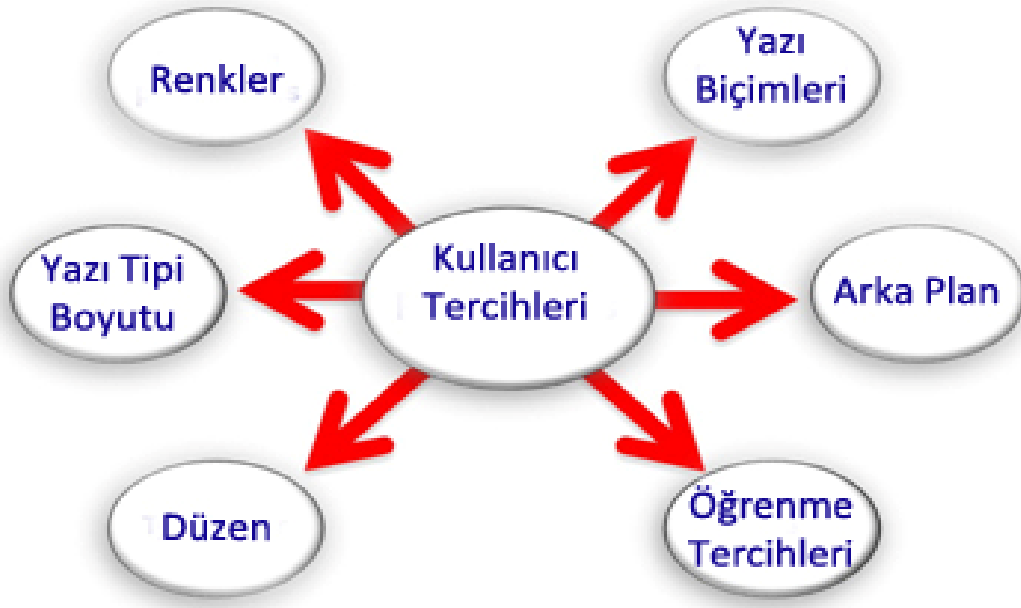 Renkler
Yazı
Biçimleri
Yazı Tipi
Boyutu
Kullanıcı
Tercihleri
Arka Plan
Düzen
Öğrenme
Tercihleri